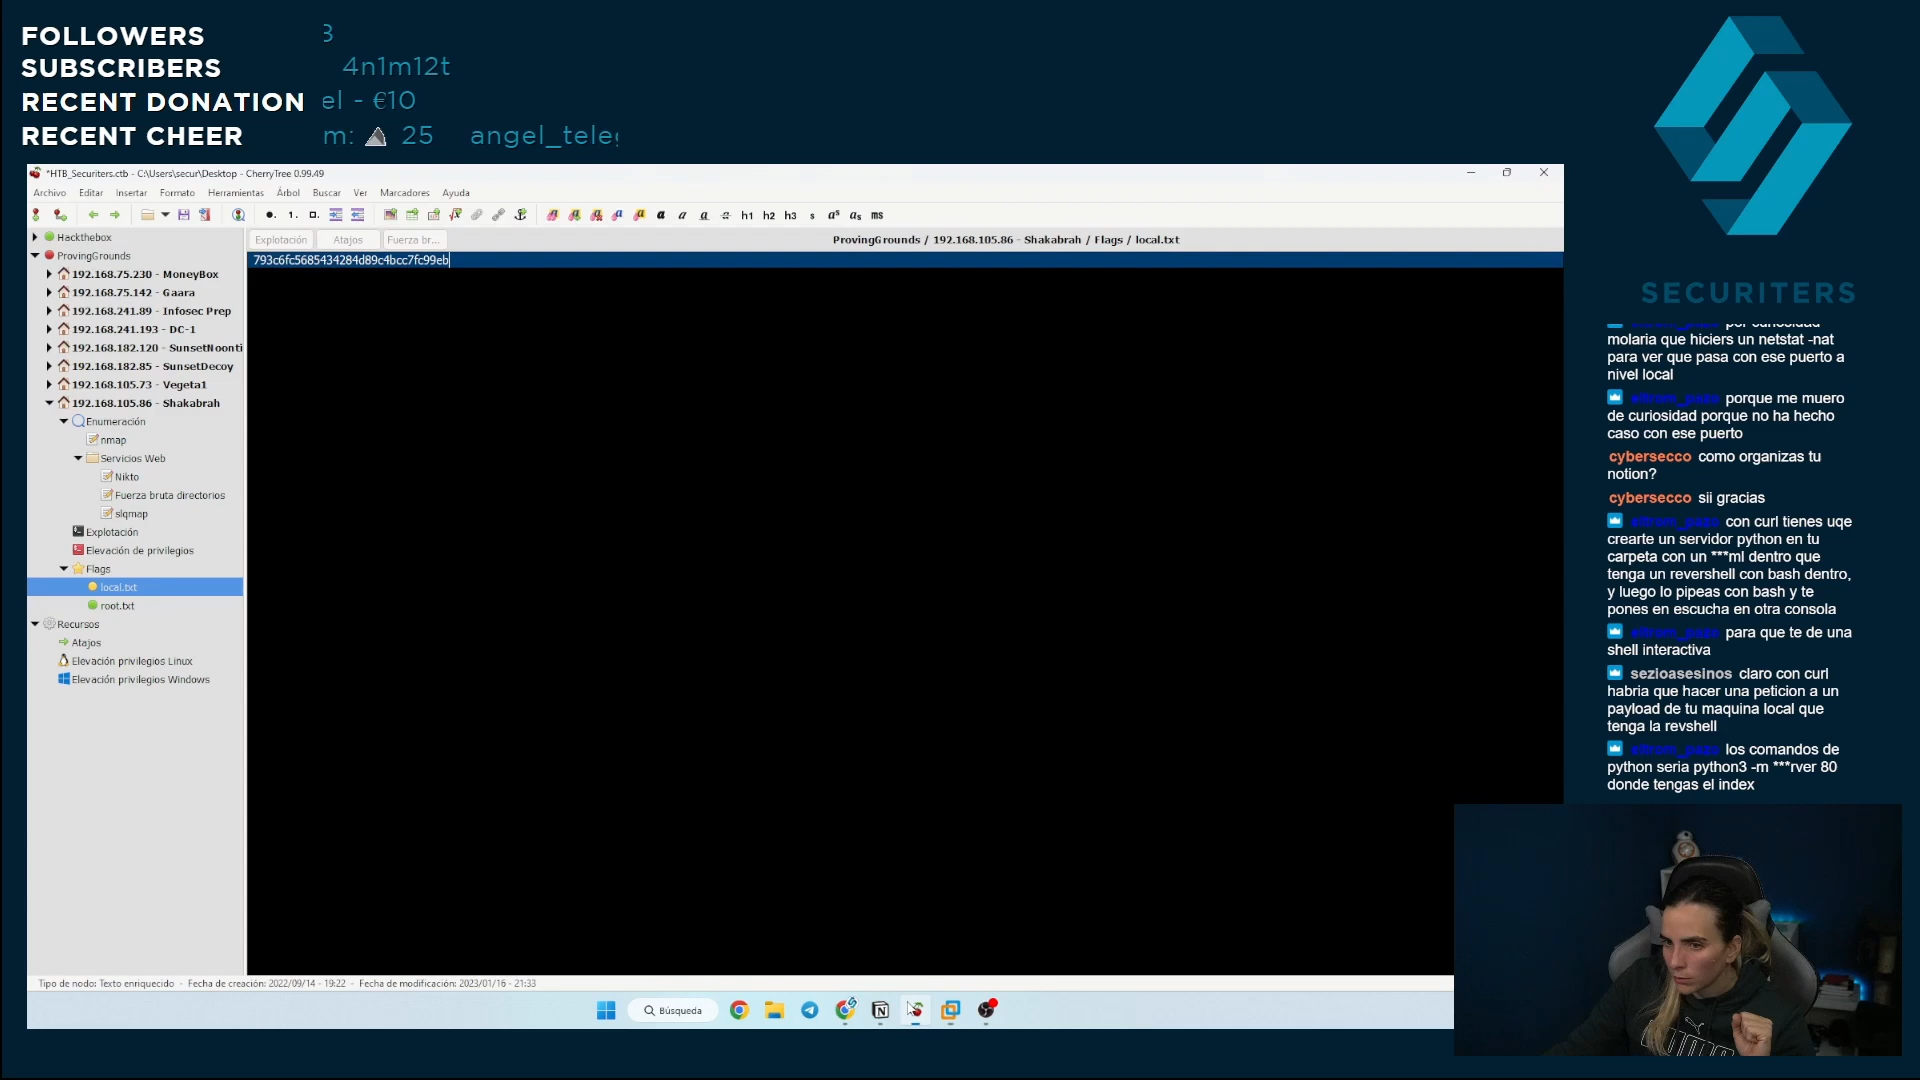 FOLLOWERS
SUBSCRIBERS 4n1m12t
RECENT DONATION el - €10
RECENT CHEER m: 25 angel_teleg
*HTB_Securiters.ctb - C:\Users\secur\Desktop - CherryTree 0.99.49
Archivo Editar Insertar Formato Herramientas Árbol Buscar Ver Marcadores Ayuda
h1 h2 h3 s ms
Hackthebox
ProvingGrounds
192.168.75.230 - MoneyBox
192.168.75.142 - Gaara
192.168.241.89 - Infosec Prep
192.168.241.193 - DC-1
192.168.182.120 - SunsetNoonti
192.168.182.85 - SunsetDecoy
192.168.105.73 - Vegeta1
192.168.105.86 - Shakabrah
Enumeración
nmap
Servicios Web
Nikto
Fuerza bruta directorios
slqmap
Explotación
Elevación de privilegios
Flags
local.txt
root.txt
Recursos
Atajos
Elevación privilegios Linux
Elevación privilegios Windows
Explotación Atajos Fuerza br...
ProvingGrounds / 192.168.105.86 - Shakabrah / Flags / local.txt
793c6fc5685434284d89c4bcc7fc99eb
Tipo de nodo: Texto enriquecido - Fecha de creación: 2022/09/14 - 19:22 - Fecha de modificación: 2023/01/16 - 21:33
Búsqueda
SECURITERS
por curiosidad
molaria que hiciers un netstat -nat
para ver que pasa con ese puerto a
nivel local
porque me muero
de curiosidad porque no ha hecho
caso con ese puerto
cybersecco como organizas tu
notion?
cybersecco sii gracias
con curl tienes uqe
crearte un servidor python en tu
carpeta con un ***ml dentro que
tenga un revershell con bash dentro,
y luego lo pipeas con bash y te
pones en escucha en otra consola
para que te de una
shell interactiva
sezioasesinos claro con curl
habria que hacer una peticion a un
payload de tu maquina local que
tenga la revshell
los comandos de
python seria python3 -m ***rver 80
donde tengas el index